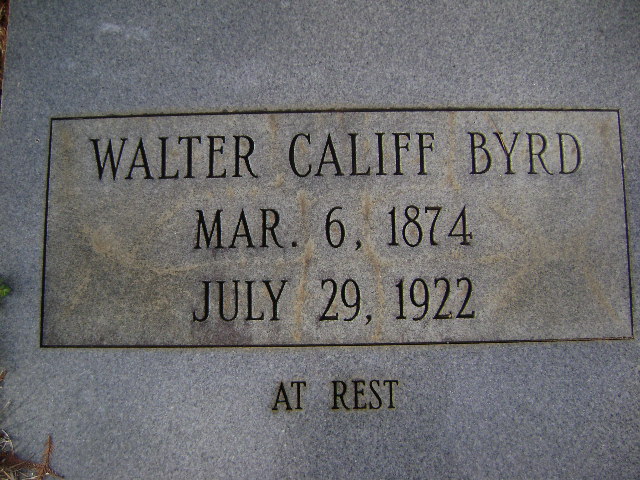 WALTER CALIFF BYRD
MAR. 6, 1874
JULY 29, 1922
AT REST